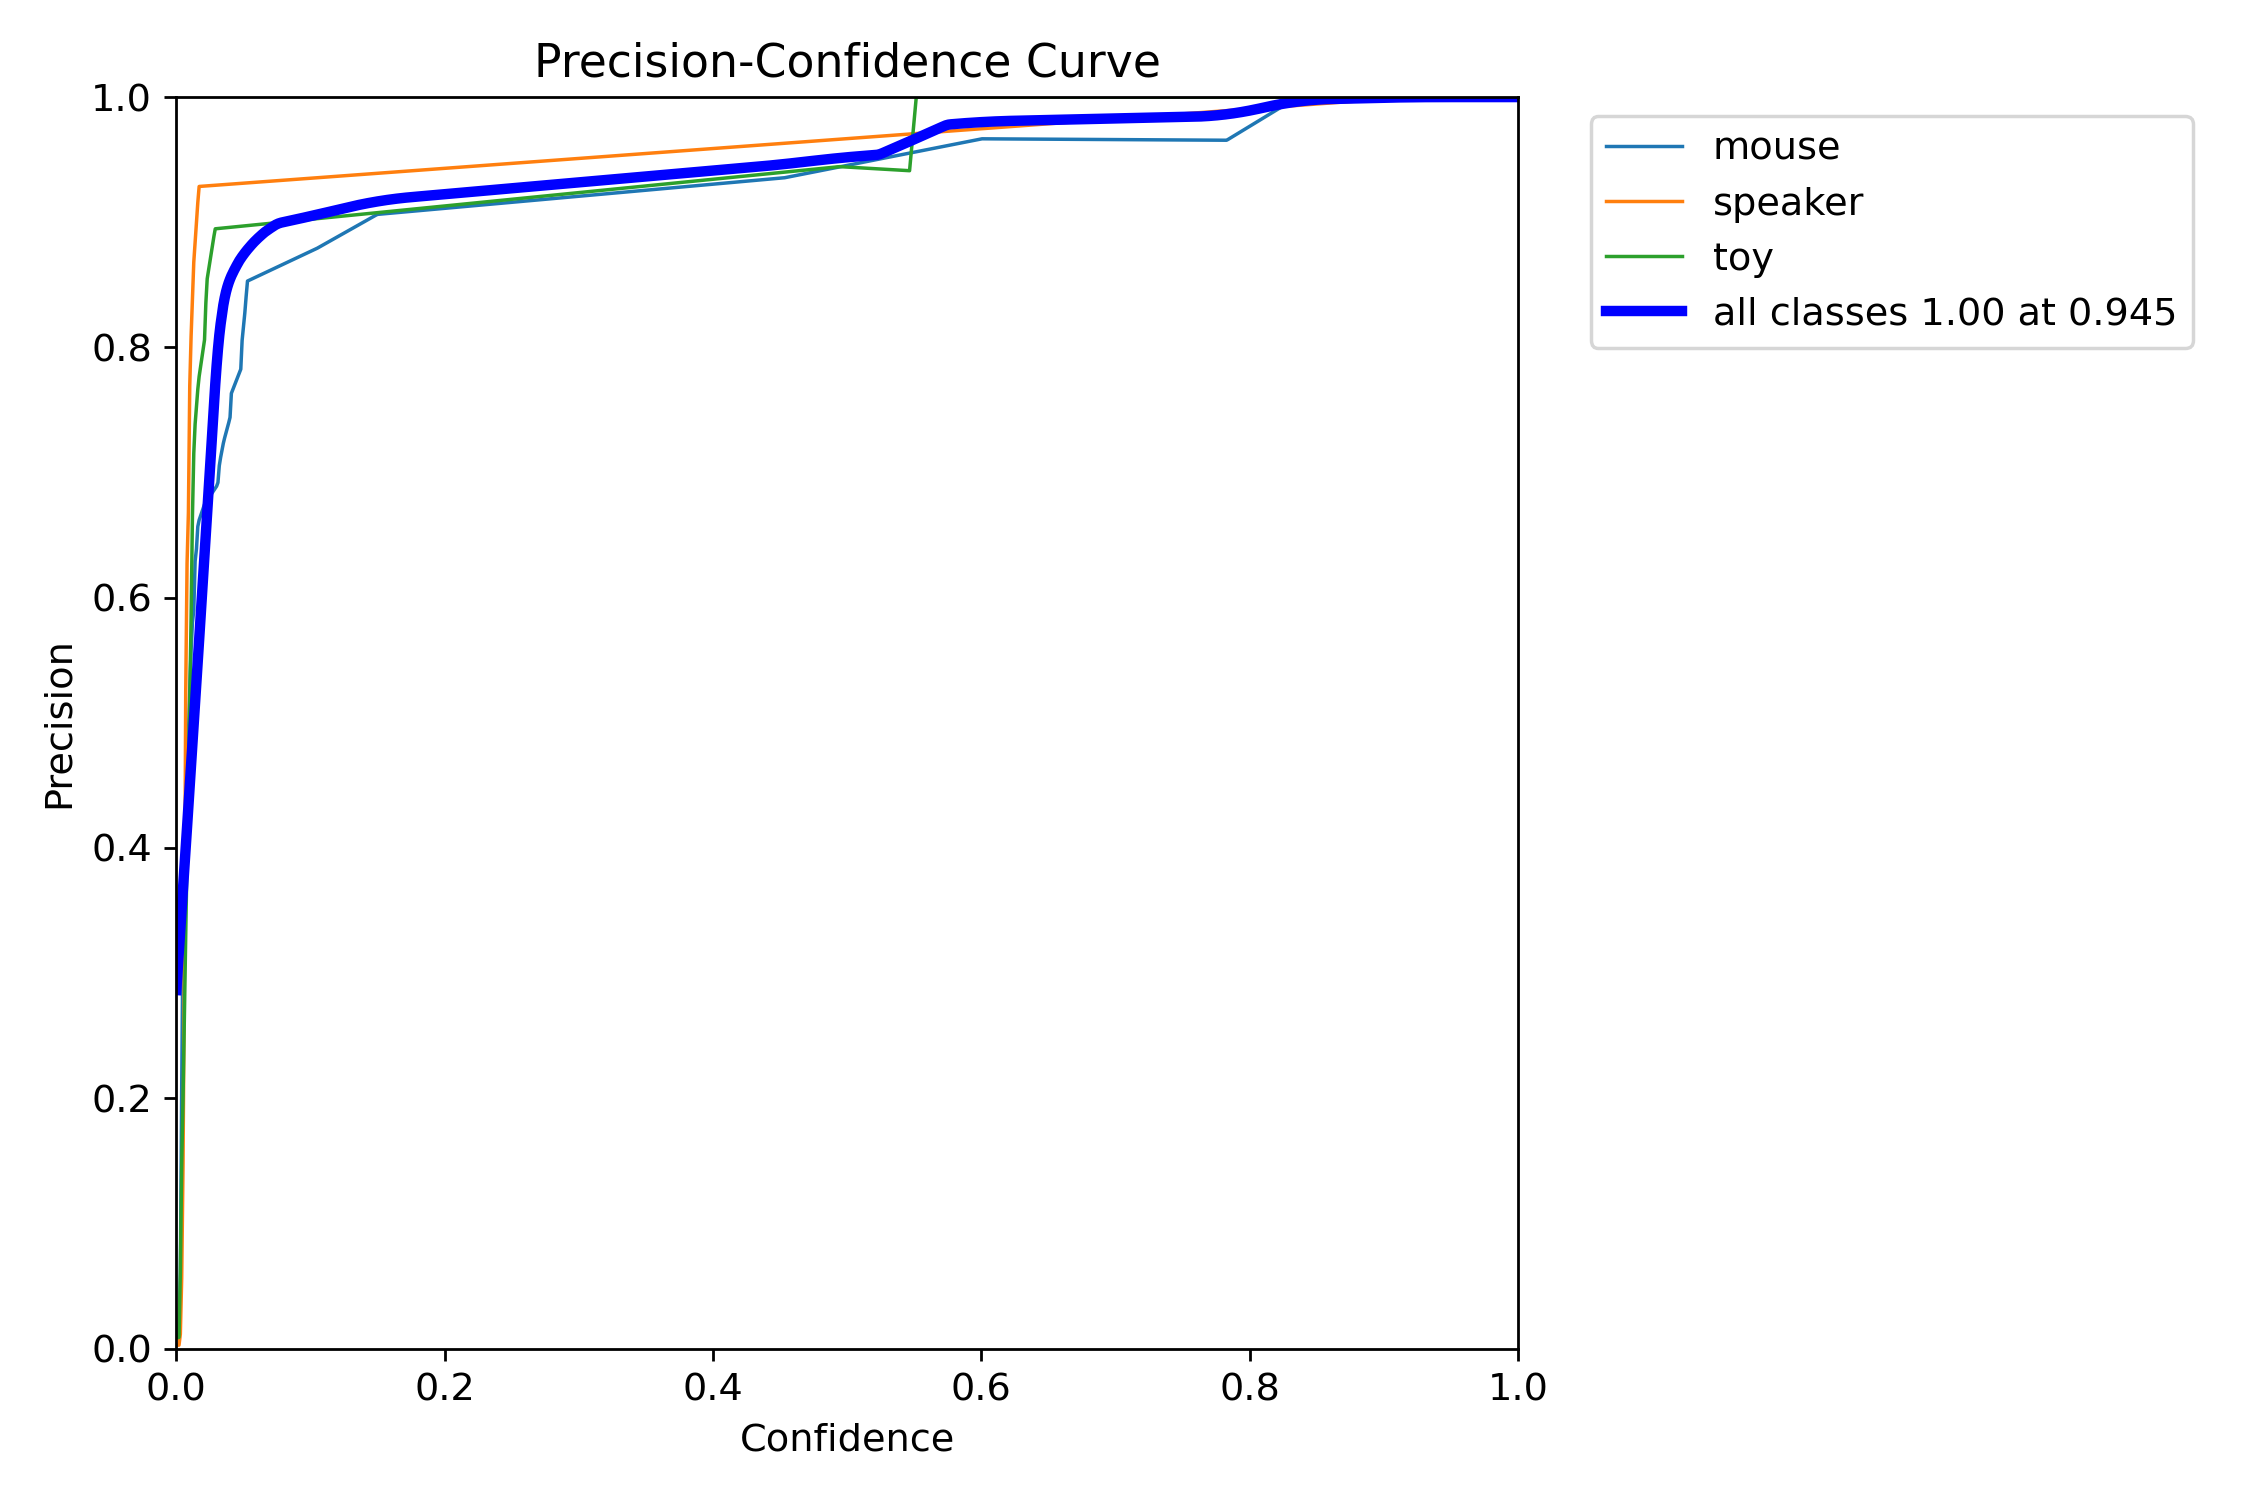 Precision-Confidence Curve
1.0
0.8
0.6
0.4
0.2
0.0
Precision
0.0 0.2 0.4 0.6 0.8 1.0
Confidence
mouse
speaker
toy
all classes 1.00 at 0.945